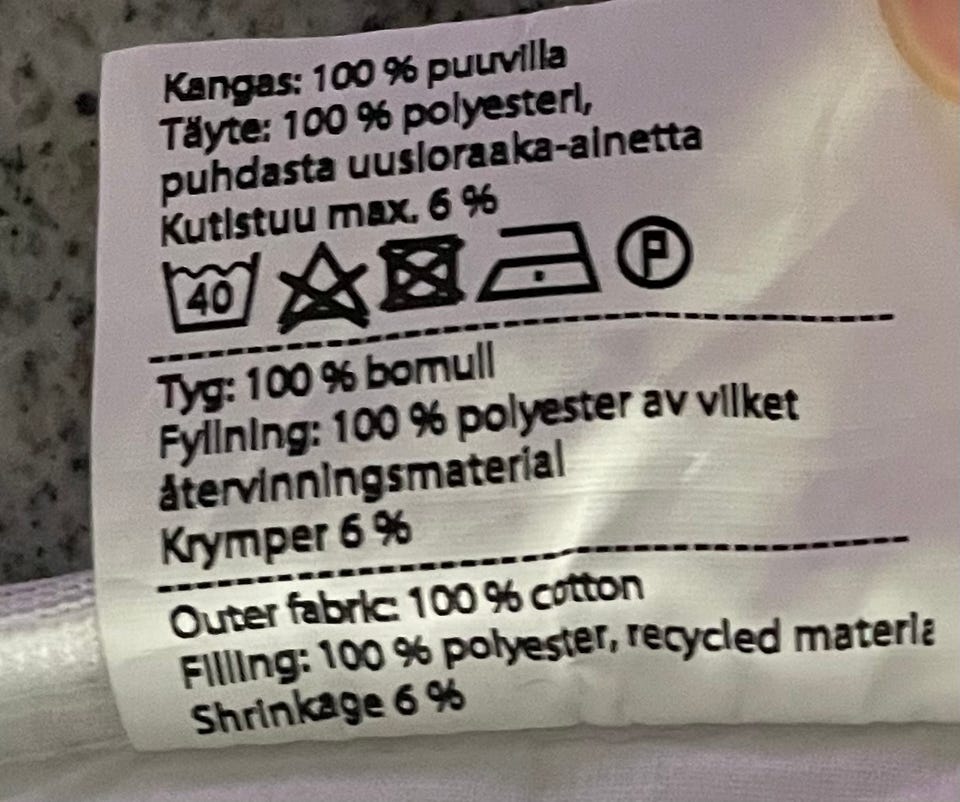 Kangas: 100 % puuvilla
Täyte: 100 % polyesteri,
puhdasta uusioraaka-ainetta
Kutistuu max. 6 %
40 P
Tyg: 100 % bomull
Fyllning: 100 % polyester av vilket
återvinningsmaterial
Krymper 6 %
Outer fabric: 100 % cotton
Filling: 100 % polyester, recycled materia
Shrinkage 6 %